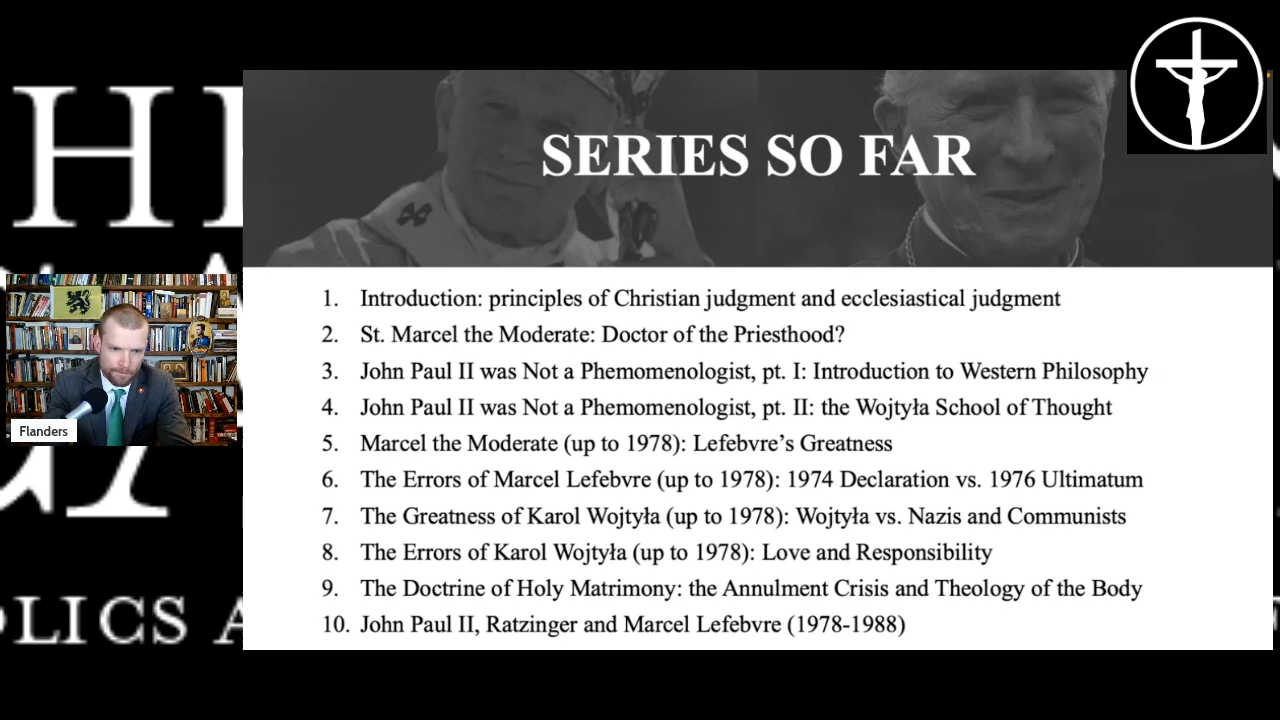 SERIES SO FAR
1. Introduction: principles of Christian judgment and ecclesiastical judgment
2. St. Marcel the Moderate: Doctor of the Priesthood?
3. John Paul II was Not a Phemomenologist, pt. I: Introduction to Western Philosophy
4. John Paul II was Not a Phemomenologist, pt. II: the Wojtyła School of Thought
5. Marcel the Moderate (up to 1978): Lefebvre’s Greatness
6. The Errors of Marcel Lefebvre (up to 1978): 1974 Declaration vs. 1976 Ultimatum
7. The Greatness of Karol Wojtyła (up to 1978): Wojtyła vs. Nazis and Communists
8. The Errors of Karol Wojtyła (up to 1978): Love and Responsibility
9. The Doctrine of Holy Matrimony: the Annulment Crisis and Theology of the Body
10. John Paul II, Ratzinger and Marcel Lefebvre (1978-1988)
Flanders
OLICS A